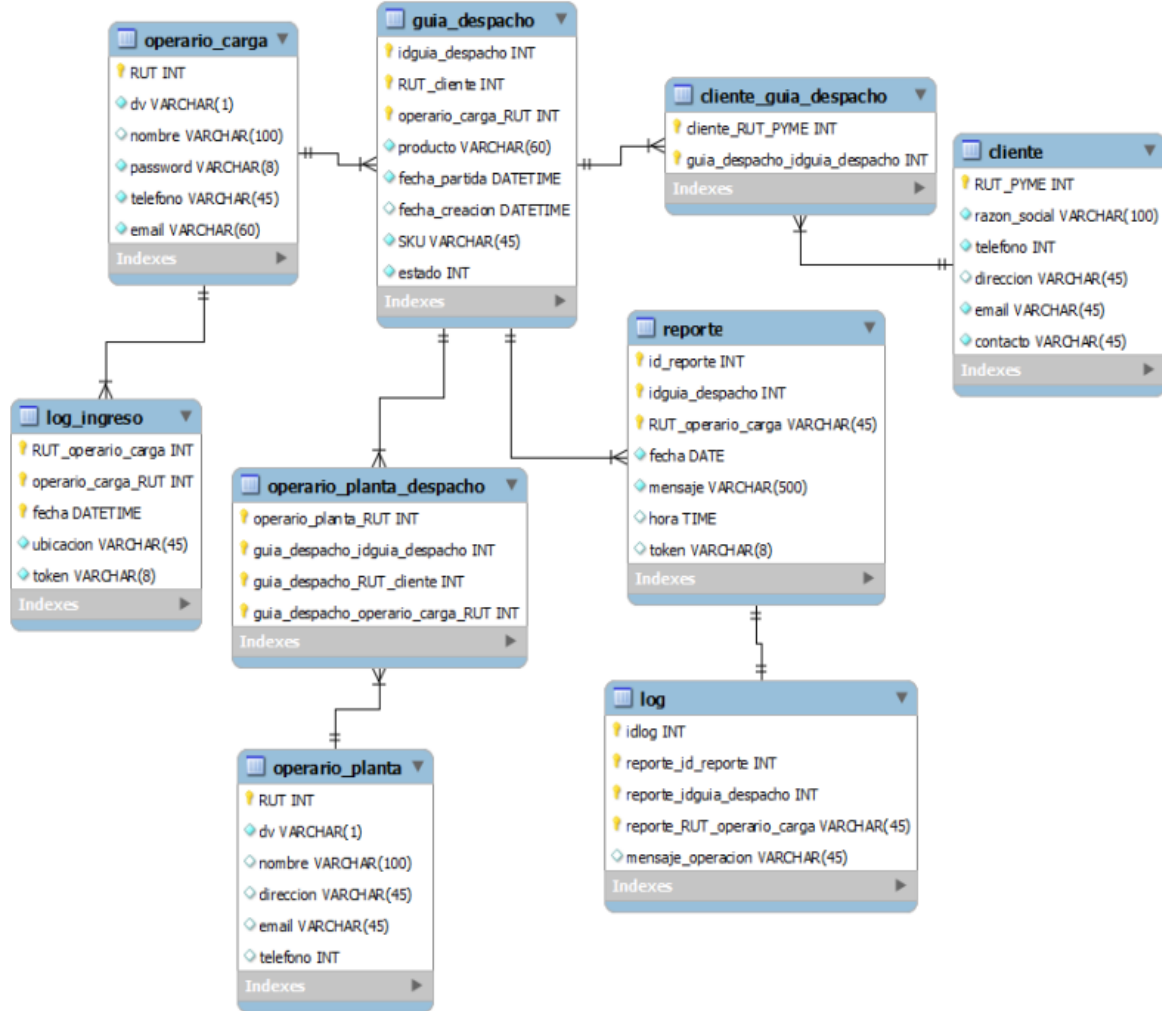 operario_carga
RUT INT
dv VARCHAR(1)
nombre VARCHAR(100)
password VARCHAR(8)
telefono VARCHAR(45)
email VARCHAR(60)
Indexes
guia_despacho
idguia_despacho INT
RUT_cliente INT
operario_carga_RUT INT
producto VARCHAR(60)
fecha_partida DATETIME
fecha_creacion DATETIME
SKU VARCHAR(45)
estado INT
Indexes
cliente_guia_despacho
cliente_RUT_PYME INT
guia_despacho_idguia_despacho INT
Indexes
cliente
RUT_PYME INT
razon_social VARCHAR(100)
telefono INT
direccion VARCHAR(45)
email VARCHAR(45)
contacto VARCHAR(45)
Indexes
log_ingreso
RUT_operario_carga INT
operario_carga_RUT INT
fecha DATETIME
ubicacion VARCHAR(45)
token VARCHAR(8)
Indexes
operario_planta_despacho
operario_planta_RUT INT
guia_despacho_idguia_despacho INT
guia_despacho_RUT_cliente INT
guia_despacho_operario_carga_RUT INT
Indexes
reporte
id_reporte INT
idguia_despacho INT
RUT_operario_carga VARCHAR(45)
fecha DATE
mensaje VARCHAR(500)
hora TIME
token VARCHAR(8)
Indexes
operario_planta
RUT INT
dv VARCHAR(1)
nombre VARCHAR(100)
direccion VARCHAR(45)
email VARCHAR(45)
telefono INT
Indexes
log
idlog INT
reporte_id_reporte INT
reporte_idguia_despacho INT
reporte_RUT_operario_carga VARCHAR(45)
mensaje_operacion VARCHAR(45)
Indexes